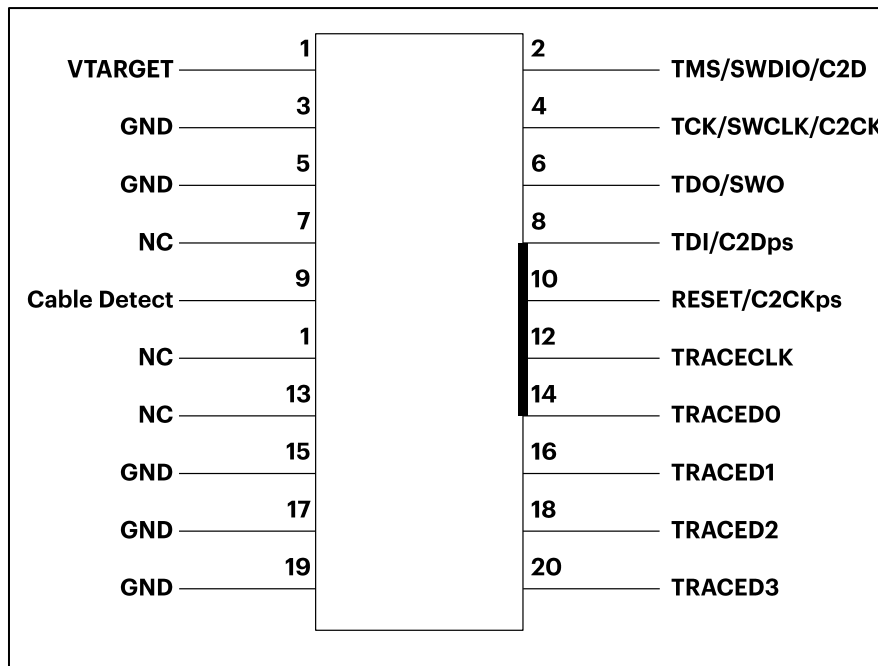 1 2
VTARGET TMS/SWDIO/C2D
3 4
GND TCK/SWCLK/C2CK
5 6
GND TDO/SWO
7 8
NC TDI/C2Dps
9 10
Cable Detect RESET/C2CKps
1 12
NC TRACECLK
13 14
NC TRACED0
15 16
GND TRACED1
17 18
GND TRACED2
19 20
GND TRACED3